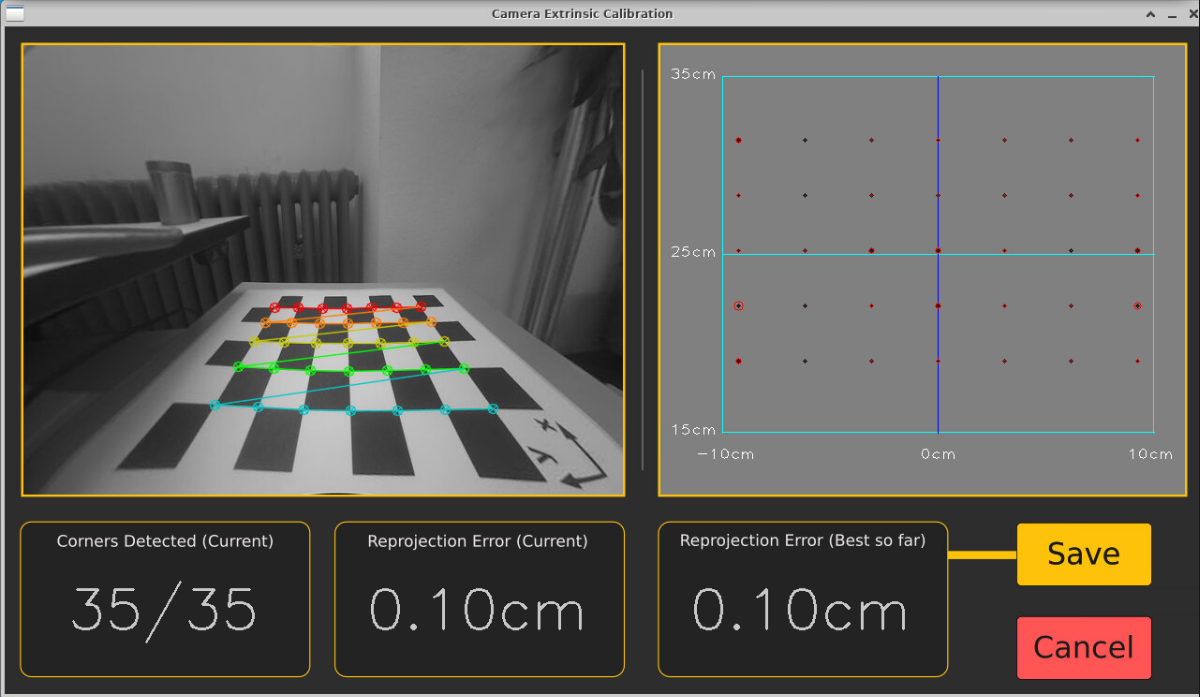 Camera Extrinsic Calibration
35cm
25cm
15cm
−10cm 0cm 10cm
X
Y
Corners Detected (Current)
35/35
Reprojection Error (Current)
0.10cm
Reprojection Error (Best so far)
0.10cm
Save
Cancel